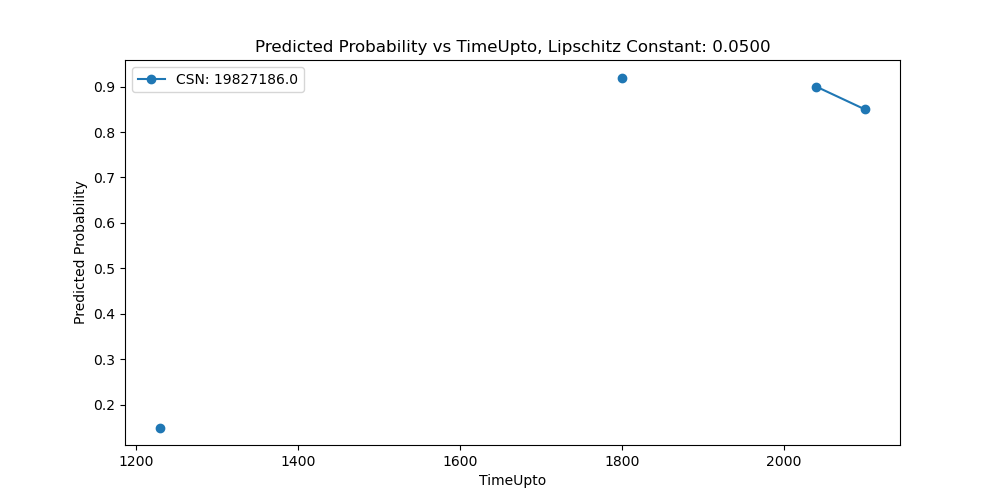 Predicted Probability vs TimeUpto, Lipschitz Constant: 0.0500
CSN: 19827186.0
Predicted Probability
0.9
0.8
0.7
0.6
0.5
0.4
0.3
0.2
1200 1400 1600 1800 2000
TimeUpto